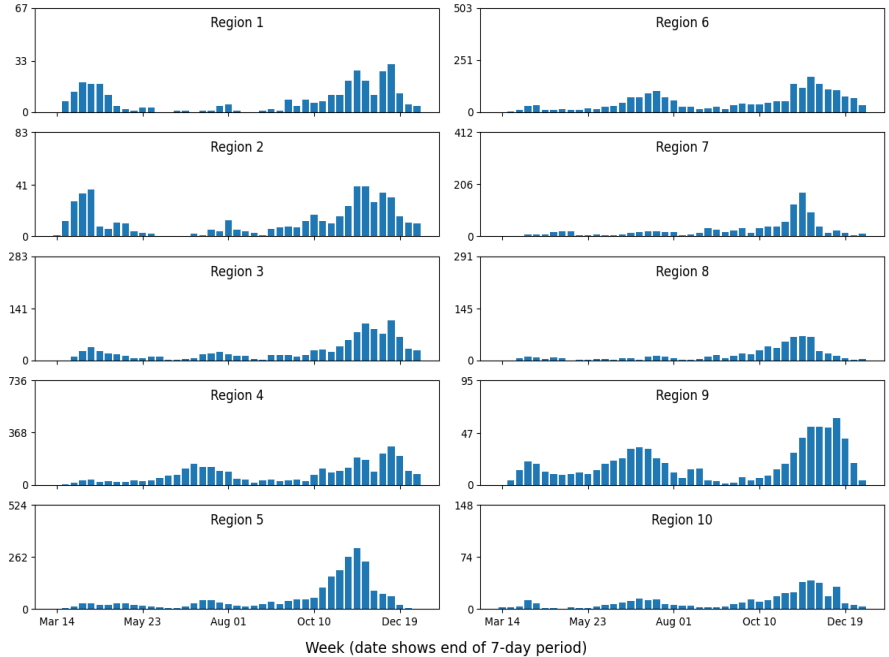 67
33
0
Region 1
503
251
0
Region 6
83
41
0
Region 2
412
206
0
Region 7
283
141
0
Region 3
291
145
0
Region 8
736
368
0
Region 4
95
47
0
Region 9
524
262
0
Region 5
148
74
0
Region 10
Mar 14 May 23 Aug 01 Oct 10 Dec 19
Mar 14 May 23 Aug 01 Oct 10 Dec 19
Week (date shows end of 7-day period)